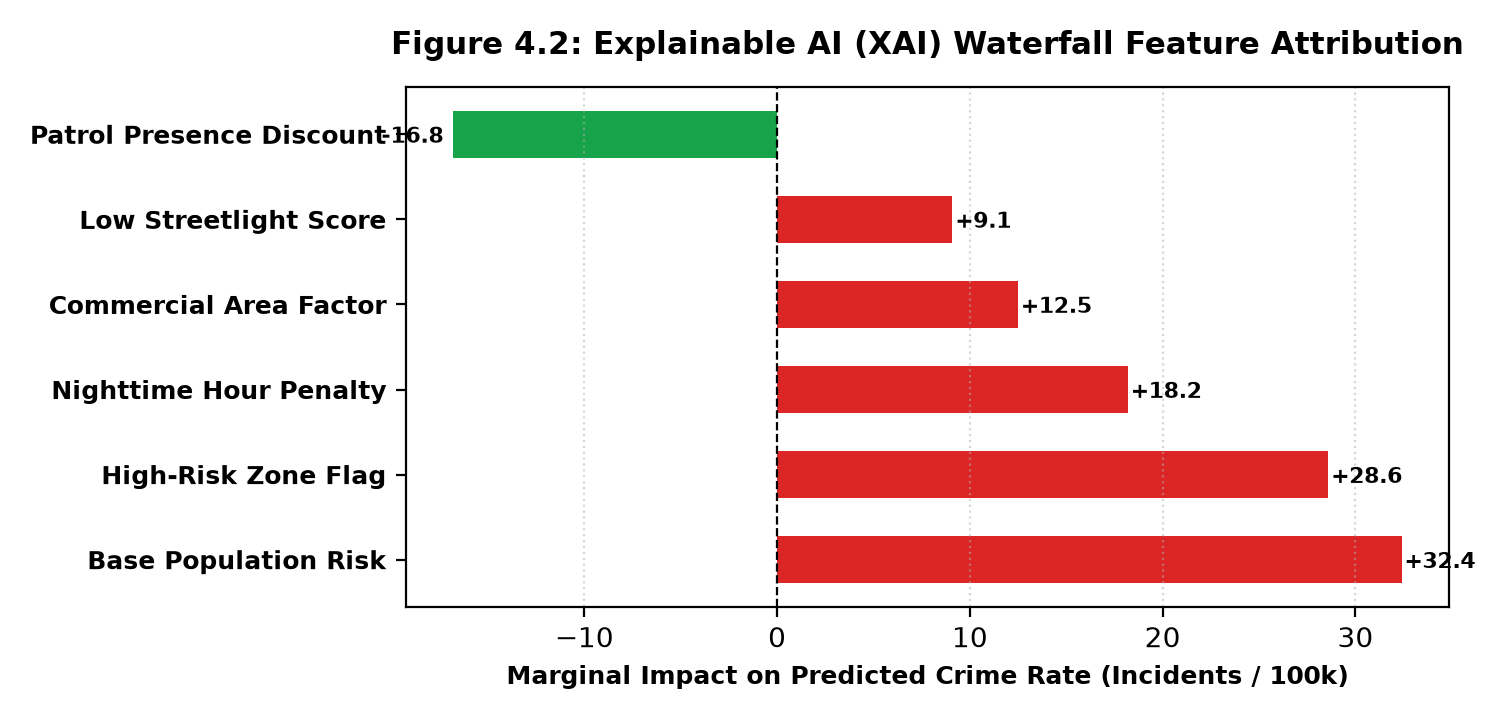 Figure 4.2: Explainable AI (XAI) Waterfall Feature Attribution
Patrol Presence Discount -16.8
Low Streetlight Score +9.1
Commercial Area Factor +12.5
Nighttime Hour Penalty +18.2
High-Risk Zone Flag +28.6
Base Population Risk +32.4
−10 0 10 20 30
Marginal Impact on Predicted Crime Rate (Incidents / 100k)